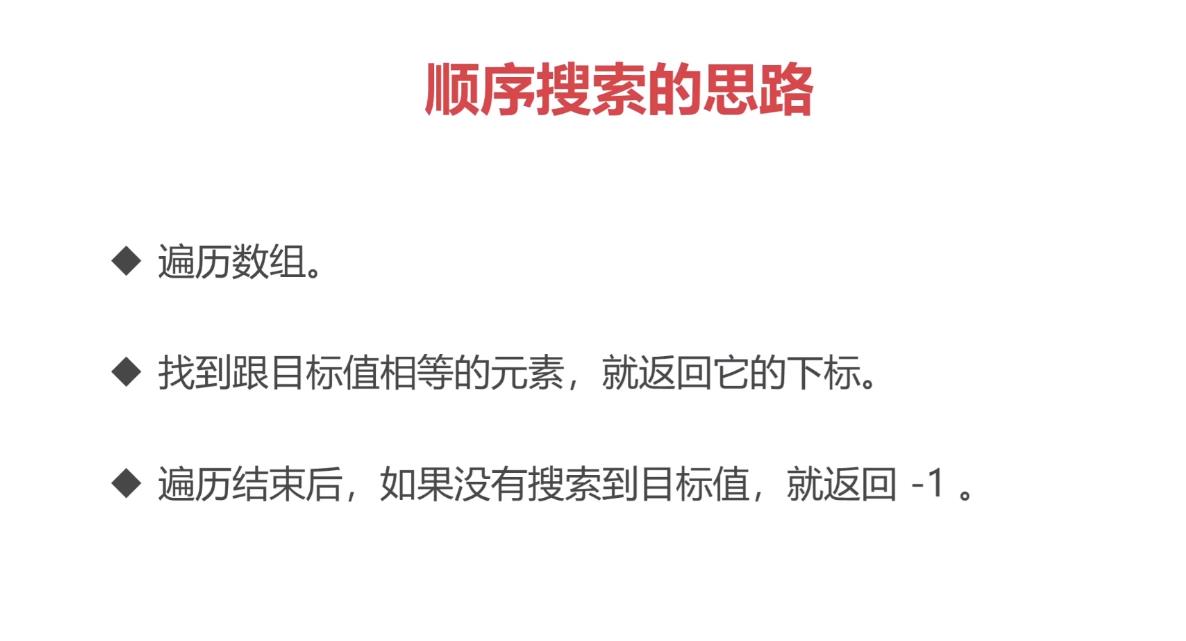 顺序搜索的思路
◆ 遍历数组。
◆ 找到跟目标值相等的元素，就返回它的下标。
◆ 遍历结束后，如果没有搜索到目标值，就返回 -1 。